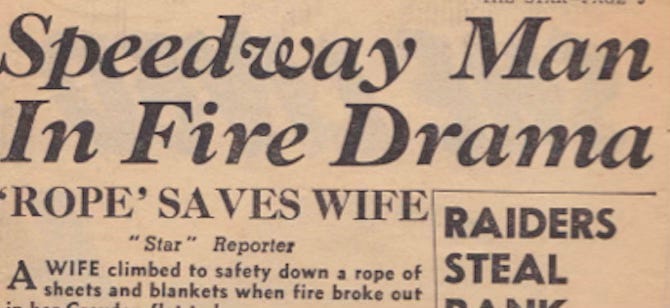 Speedway Man
In Fire Drama
'ROPE' SAVES WIFE
"Star" Reporter
A WIFE climbed to safety down a rope of
sheets and blankets when fire broke out
RAIDERS
STEAL
BANK